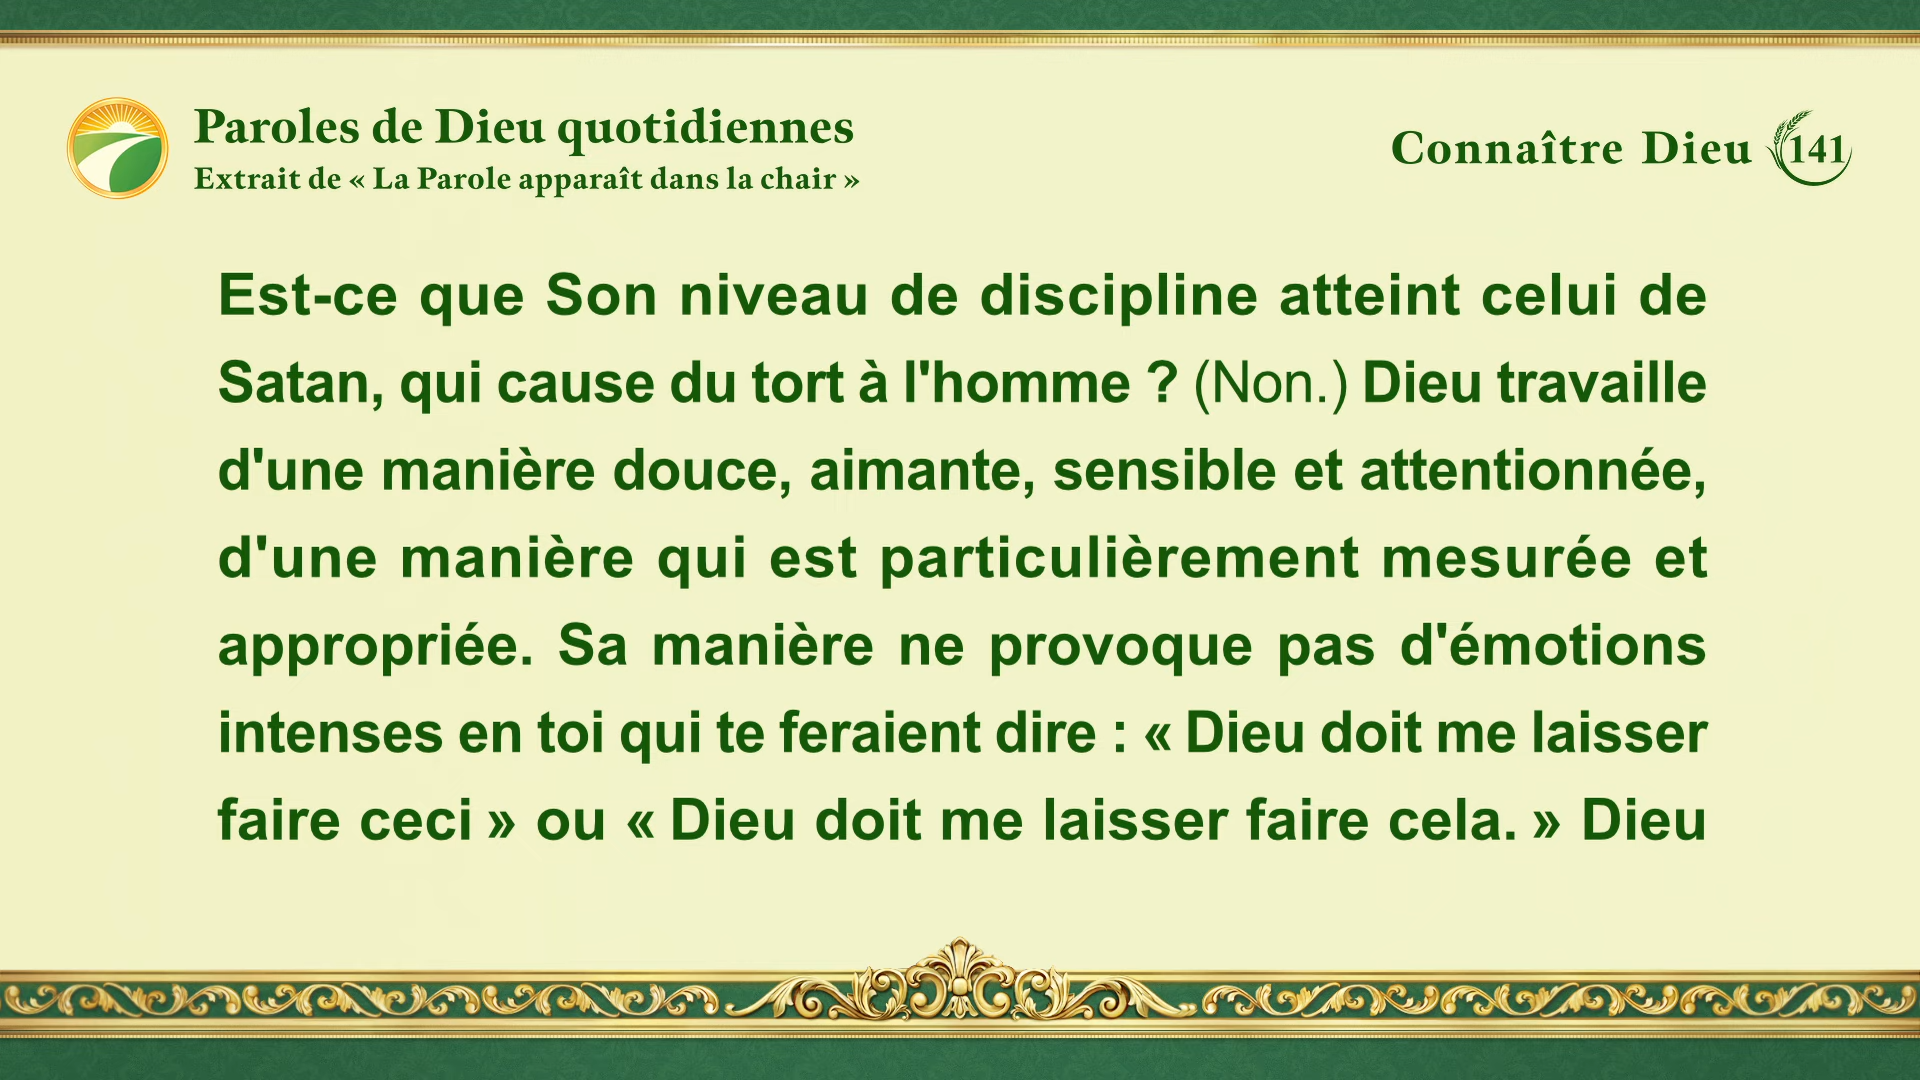 Paroles de Dieu quotidiennes
Extrait de « La Parole apparaît dans la chair »
Connaître Dieu 141
Est-ce que Son niveau de discipline atteint celui de
Satan, qui cause du tort à l'homme ? (Non.) Dieu travaille
d'une manière douce, aimante, sensible et attentionnée,
d'une manière qui est particulièrement mesurée et
appropriée. Sa manière ne provoque pas d'émotions
intenses en toi qui te feraient dire : « Dieu doit me laisser
faire ceci » ou « Dieu doit me laisser faire cela. » Dieu